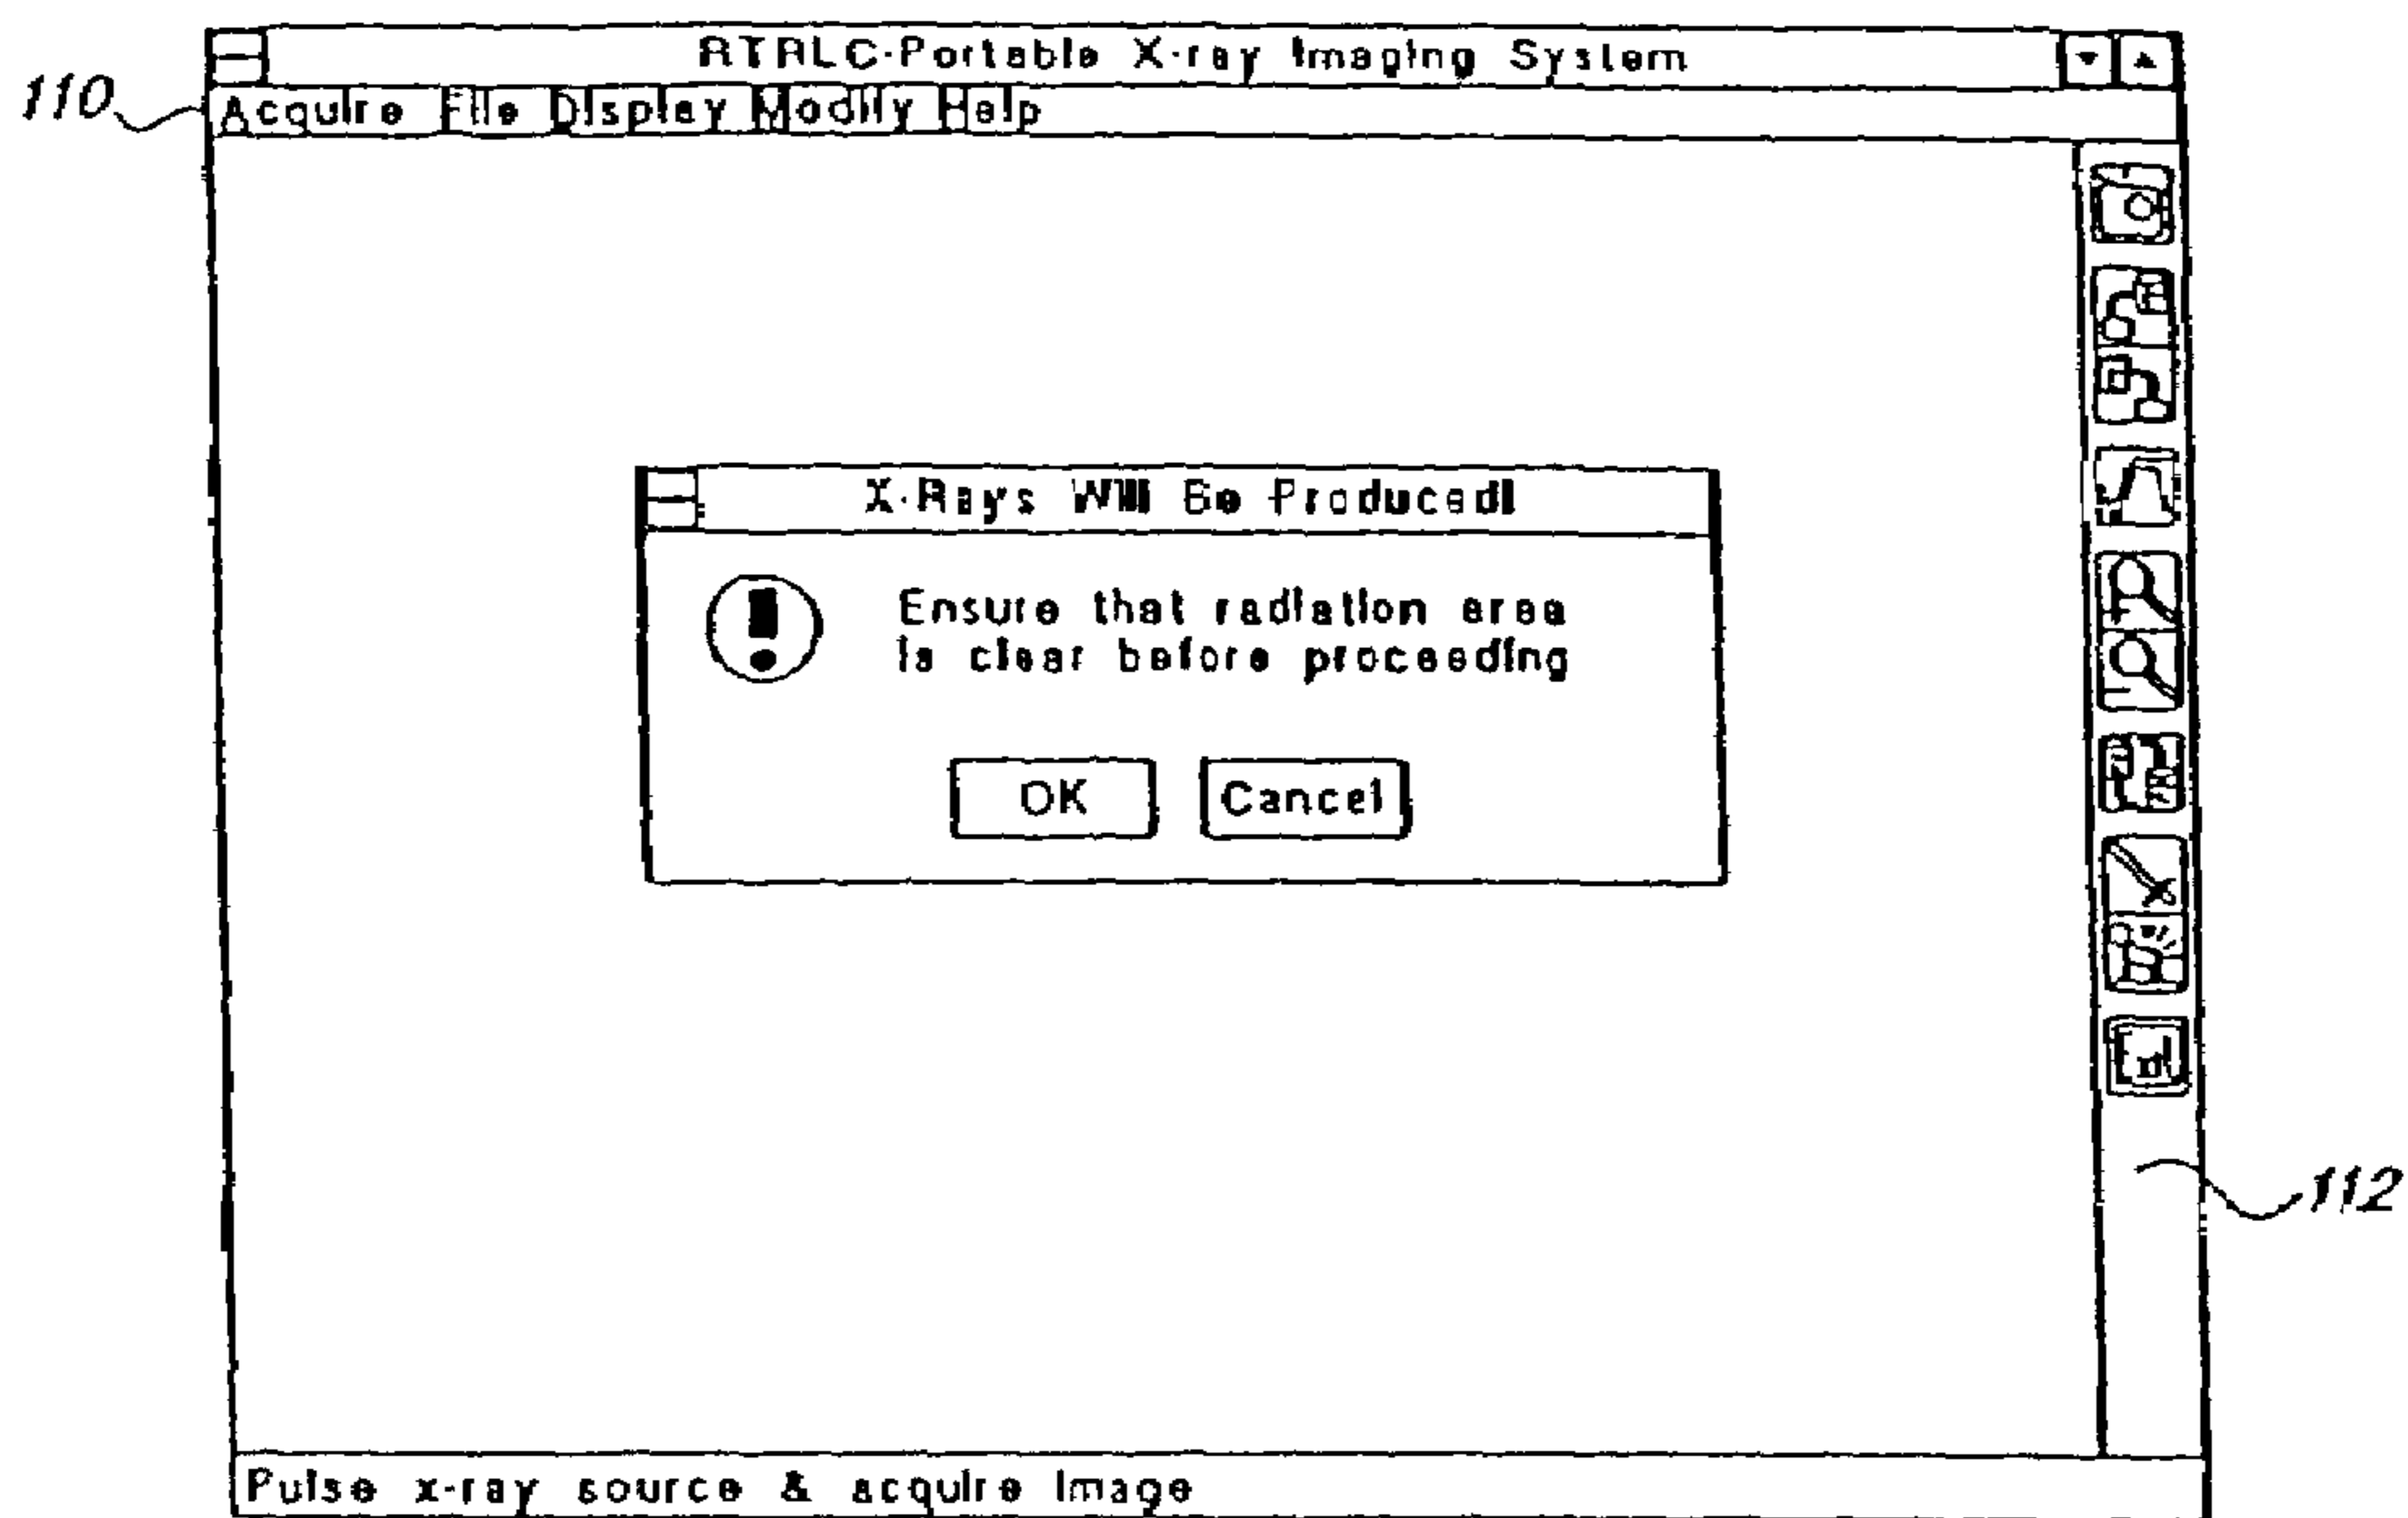 RTRLC-Portable X-ray Imaging System
110
Acquire File Display Modify Help
X-Rays Will Be Produced!
Ensure that radiation area
is clear before proceeding
OK Cancel
112
Pulse x-ray source & acquire image